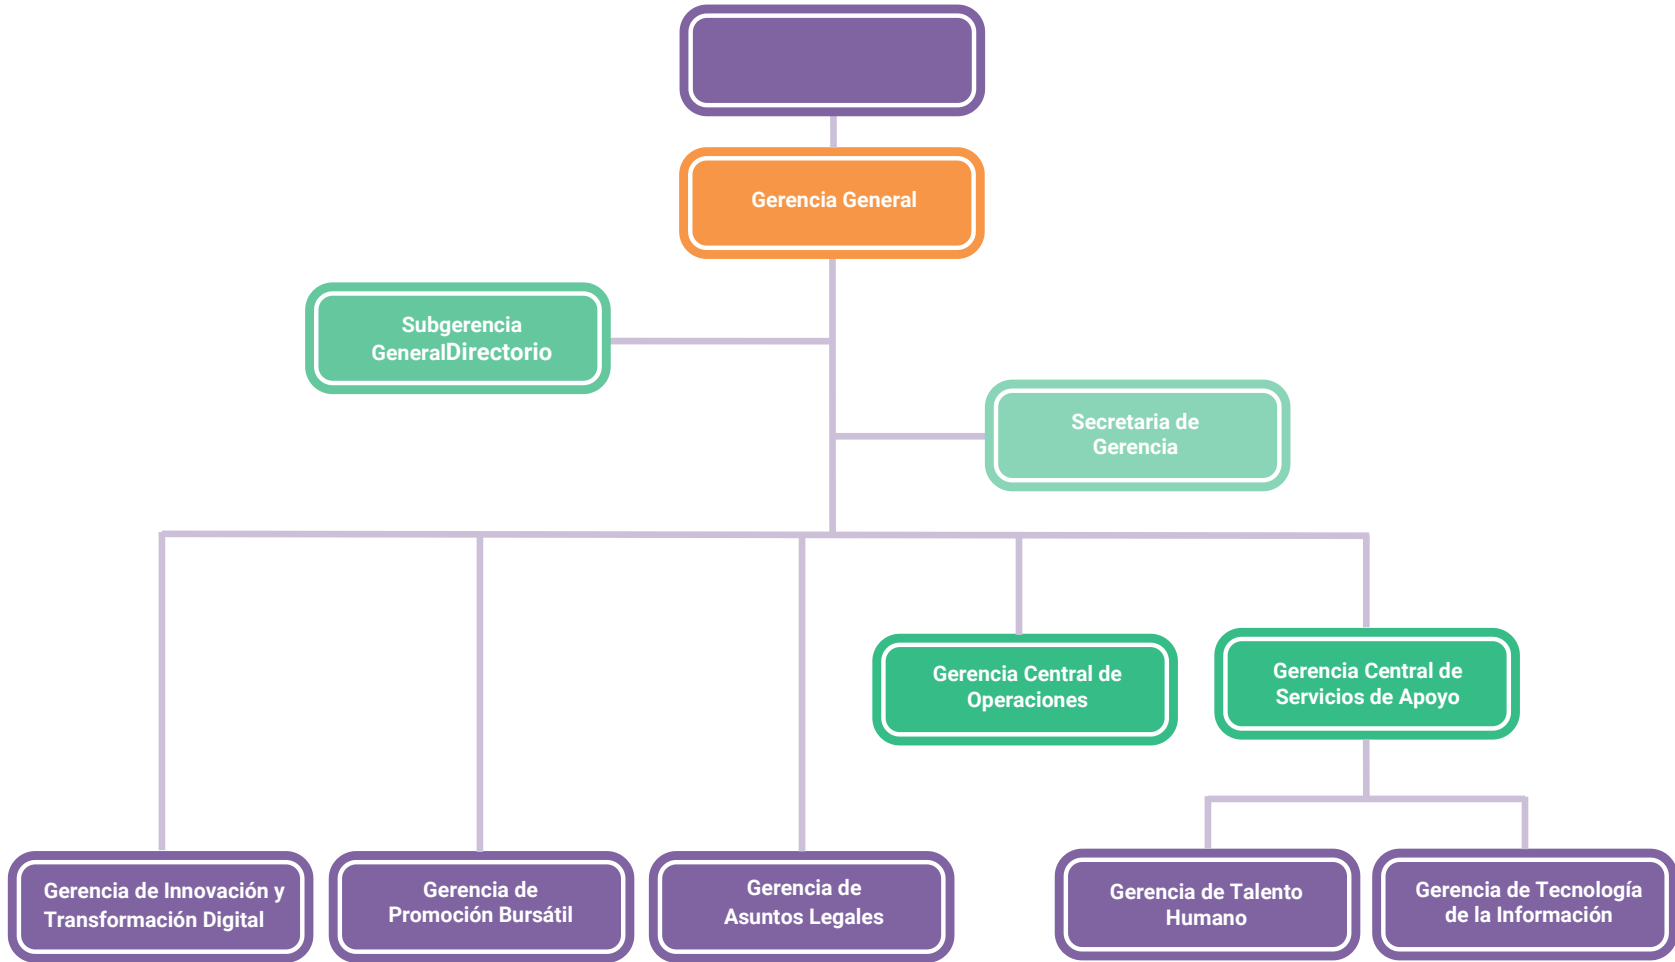 Gerencia General
Subgerencia
GeneralDirectorio
Secretaria de
Gerencia
Gerencia Central de
Operaciones
Gerencia Central de
Servicios de Apoyo
Gerencia de Innovación y
Transformación Digital
Gerencia de
Promoción Bursátil
Gerencia de
Asuntos Legales
Gerencia de Talento
Humano
Gerencia de Tecnología
de la Información